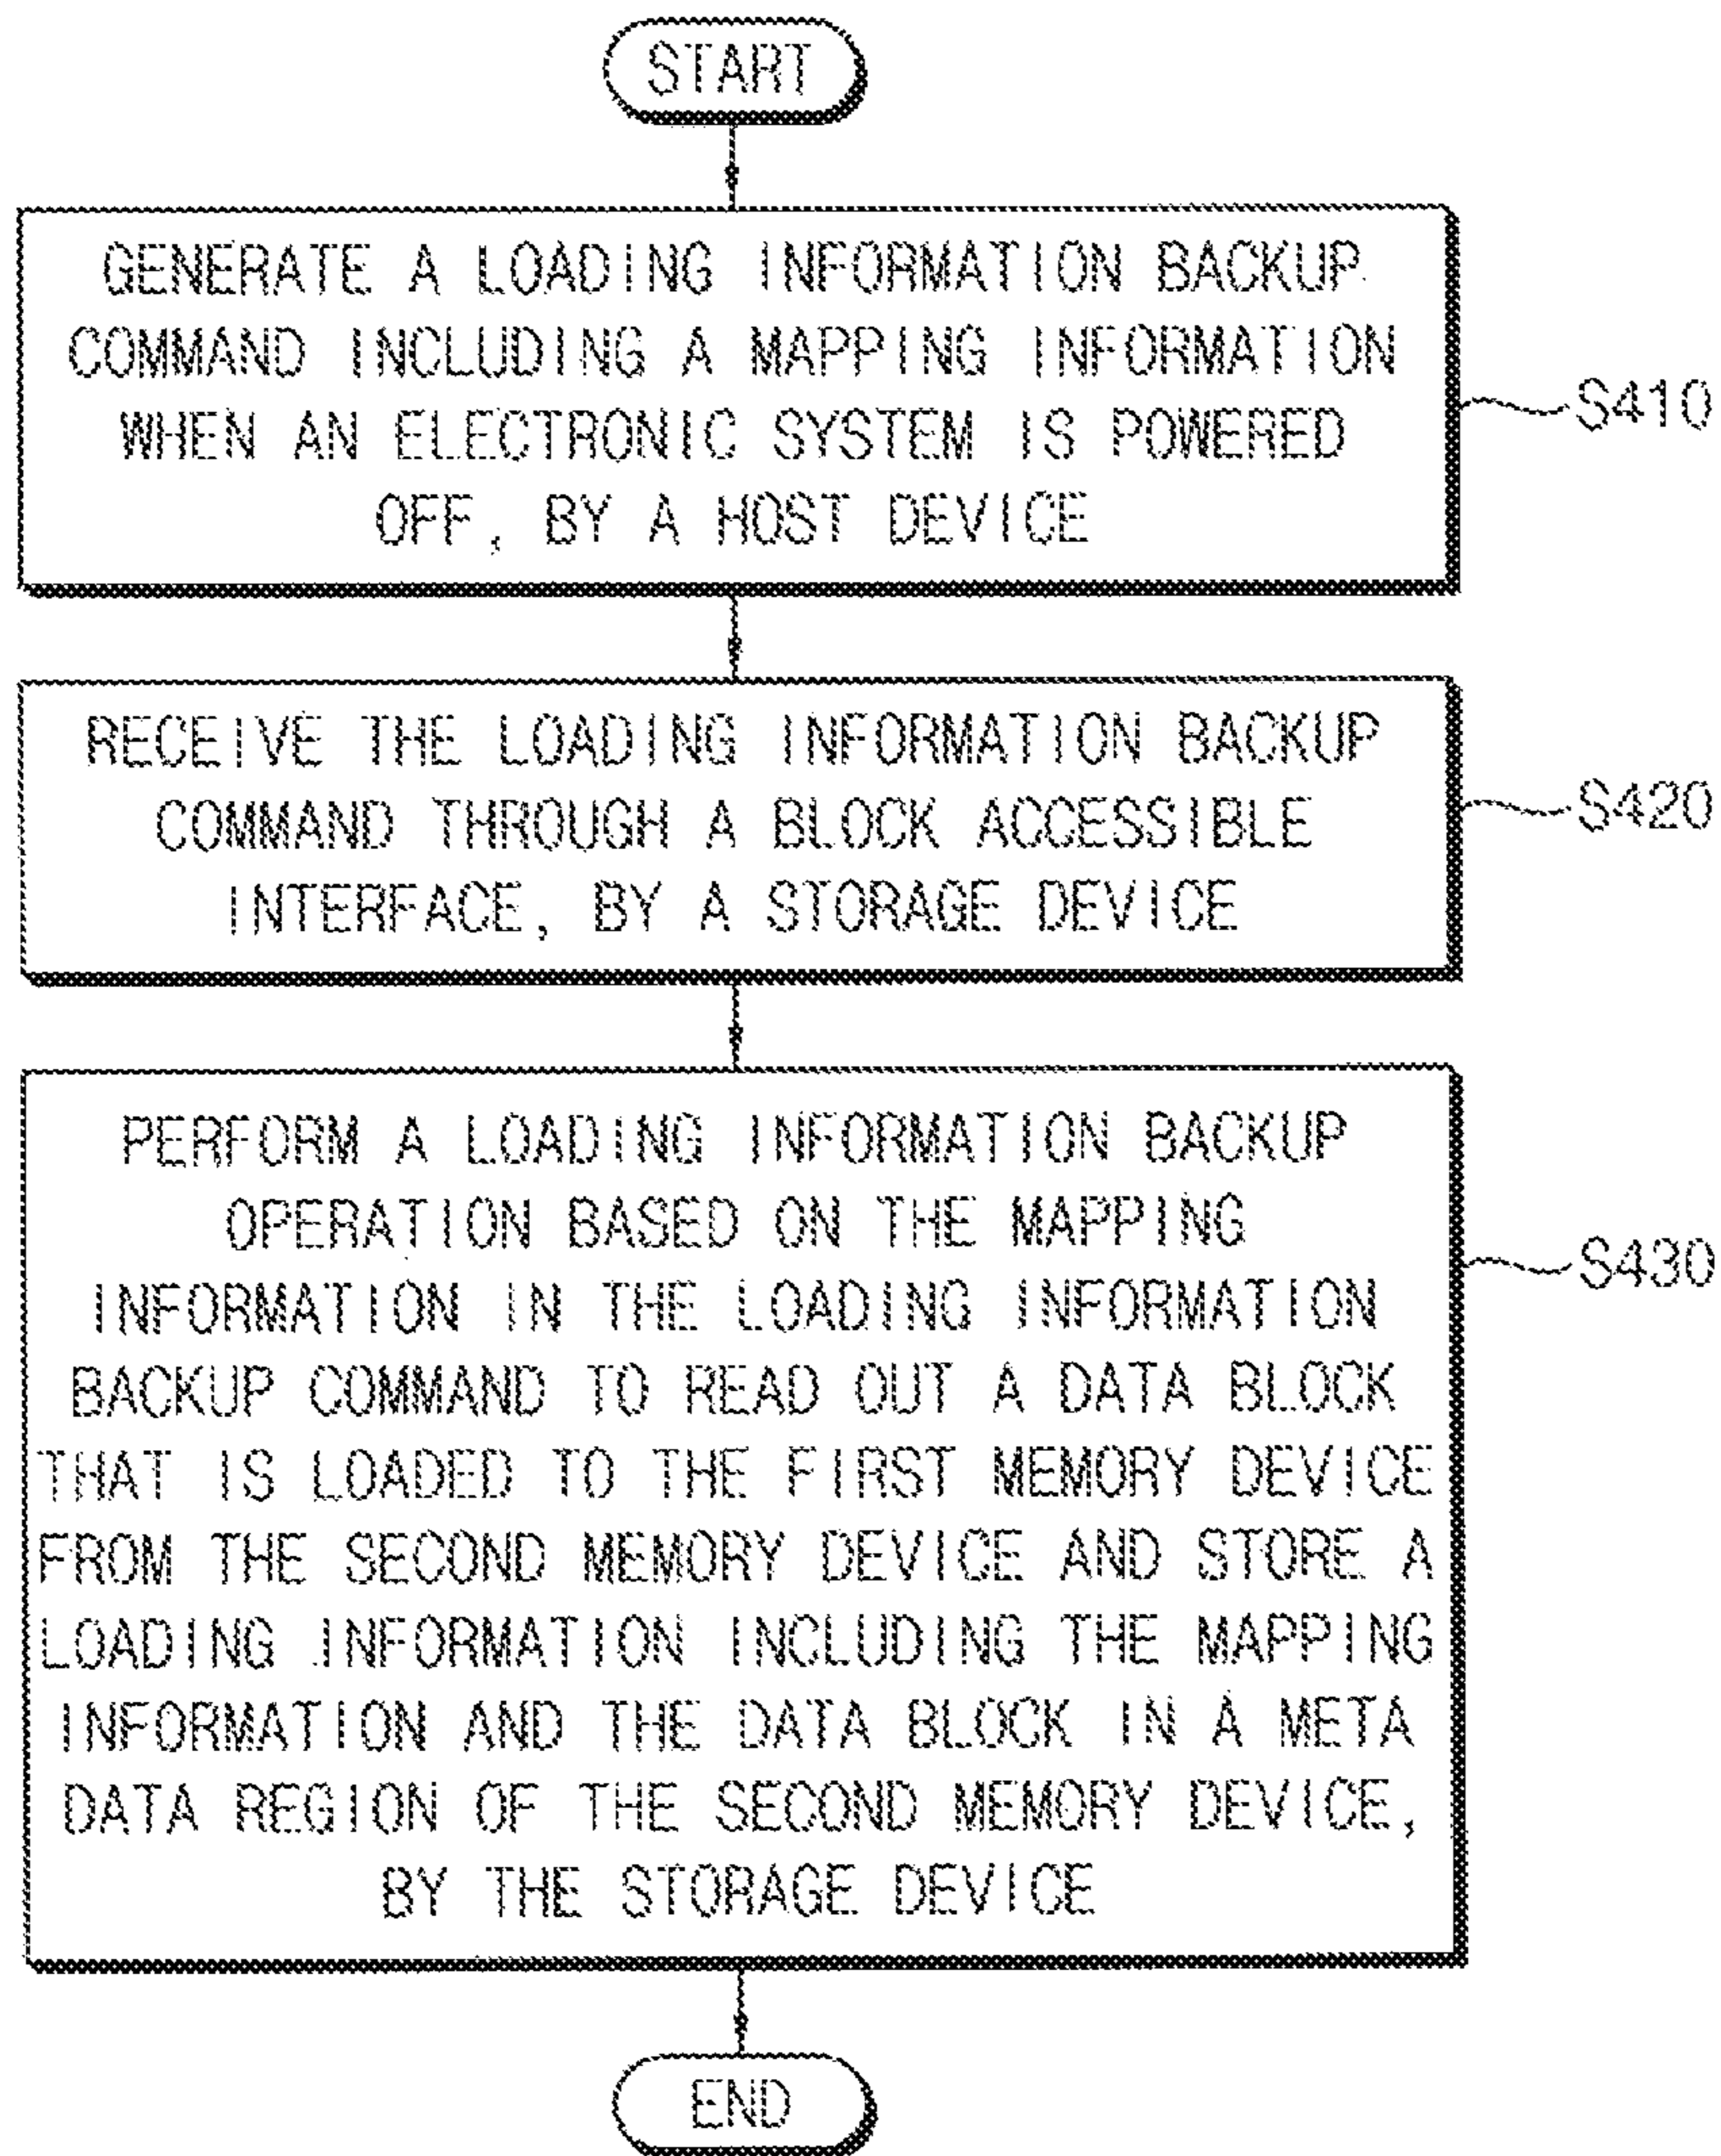 START
GENERATE A LOADING INFORMATION BACKUP
COMMAND INCLUDING A MAPPING INFORMATION
WHEN AN ELECTRONIC SYSTEM IS POWERED
OFF, BY A HOST DEVICE
S410
RECEIVE THE LOADING INFORMATION BACKUP
COMMAND THROUGH A BLOCK ACCESSIBLE
INTERFACE, BY A STORAGE DEVICE
S420
PERFORM A LOADING INFORMATION BACKUP
OPERATION BASED ON THE MAPPING
INFORMATION IN THE LOADING INFORMATION
BACKUP COMMAND TO READ OUT A DATA BLOCK
THAT IS LOADED TO THE FIRST MEMORY DEVICE
FROM THE SECOND MEMORY DEVICE AND STORE A
LOADING INFORMATION INCLUDING THE MAPPING
INFORMATION AND THE DATA BLOCK IN A META
DATA REGION OF THE SECOND MEMORY DEVICE,
BY THE STORAGE DEVICE
S430
END